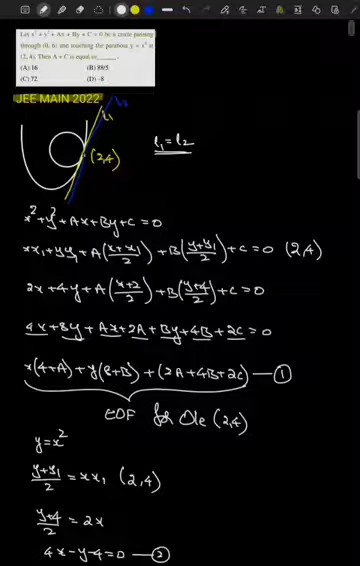 Let x² + y² + Ax + By + C = 0 be a circle passing
through (0, 6) and touching the parabola y = x² at
(2, 4). Then A + C is equal to____.
(A) 16 (B) 88/5
(C) 72 (D) –8
JEE MAIN 2022
l₁ l₂
(2,4)
l₁ = l₂
x² + y² + Ax + By + C = 0
xx₁ + yy₁ + A(x+x₁/2) + B(y+y₁/2) + C = 0 (2,4)
2x + 4y + A(x+2/2) + B(y+4/2) + C = 0
4x + 8y + Ax + 2A + By + 4B + 2C = 0
x(4+A) + y(8+B) + (2A+4B+2C) — ①
EOF for Ole (2,4)
y = x²
y+y₁/2 = xx₁ (2,4)
y+4/2 = 2x
4x - y - 4 = 0 — ②